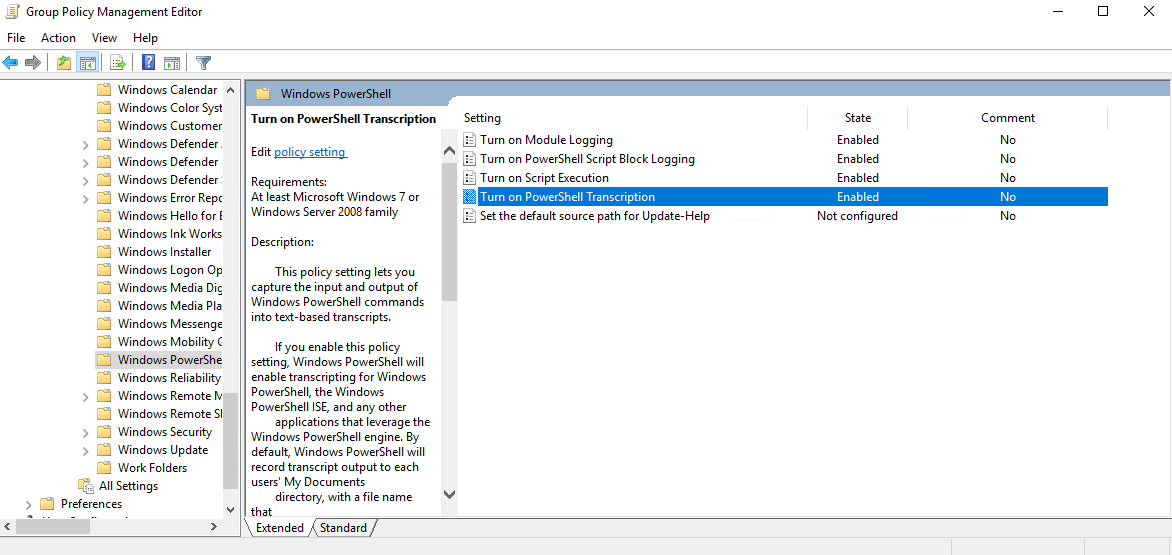 Group Policy Management Editor
File Action View Help
Windows Calendar
Windows Color Syst
Windows Customer
Windows Defender
Windows Defender
Windows Defender
Windows Error Repo
Windows Hello for B
Windows Ink Works
Windows Installer
Windows Logon Op
Windows Media Dig
Windows Media Pla
Windows Messenge
Windows Mobility C
Windows PowerShe
Windows Reliability
Windows Remote M
Windows Remote Sh
Windows Security
Windows Update
Work Folders
All Settings
Preferences
Windows PowerShell
Turn on PowerShell Transcription
Edit policy setting
Requirements:
At least Microsoft Windows 7 or
Windows Server 2008 family
Description:
This policy setting lets you
capture the input and output of
Windows PowerShell commands
into text-based transcripts.
If you enable this policy
setting, Windows PowerShell will
enable transcripting for Windows
PowerShell, the Windows
PowerShell ISE, and any other
applications that leverage the
Windows PowerShell engine. By
default, Windows PowerShell will
record transcript output to each
users' My Documents
directory, with a file name
that
Setting State Comment
Turn on Module Logging Enabled No
Turn on PowerShell Script Block Logging Enabled No
Turn on Script Execution Enabled No
Turn on PowerShell Transcription Enabled No
Set the default source path for Update-Help Not configured No
Extended Standard